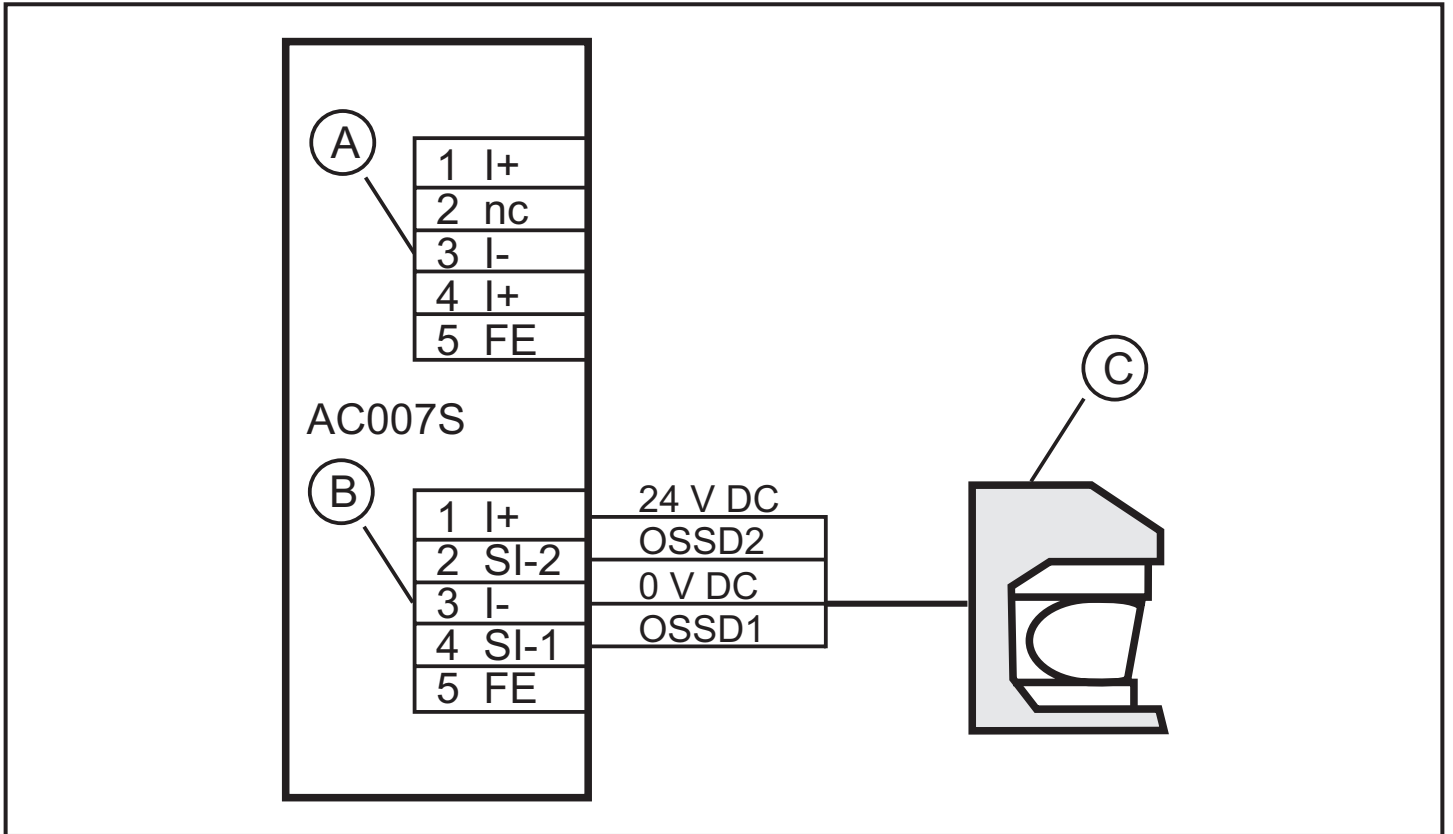 A
1 I+
2 nc
3 I-
4 I+
5 FE
AC007S
B
1 I+
2 SI-2
3 I-
4 SI-1
5 FE
24 V DC
OSSD2
0 V DC
OSSD1
C